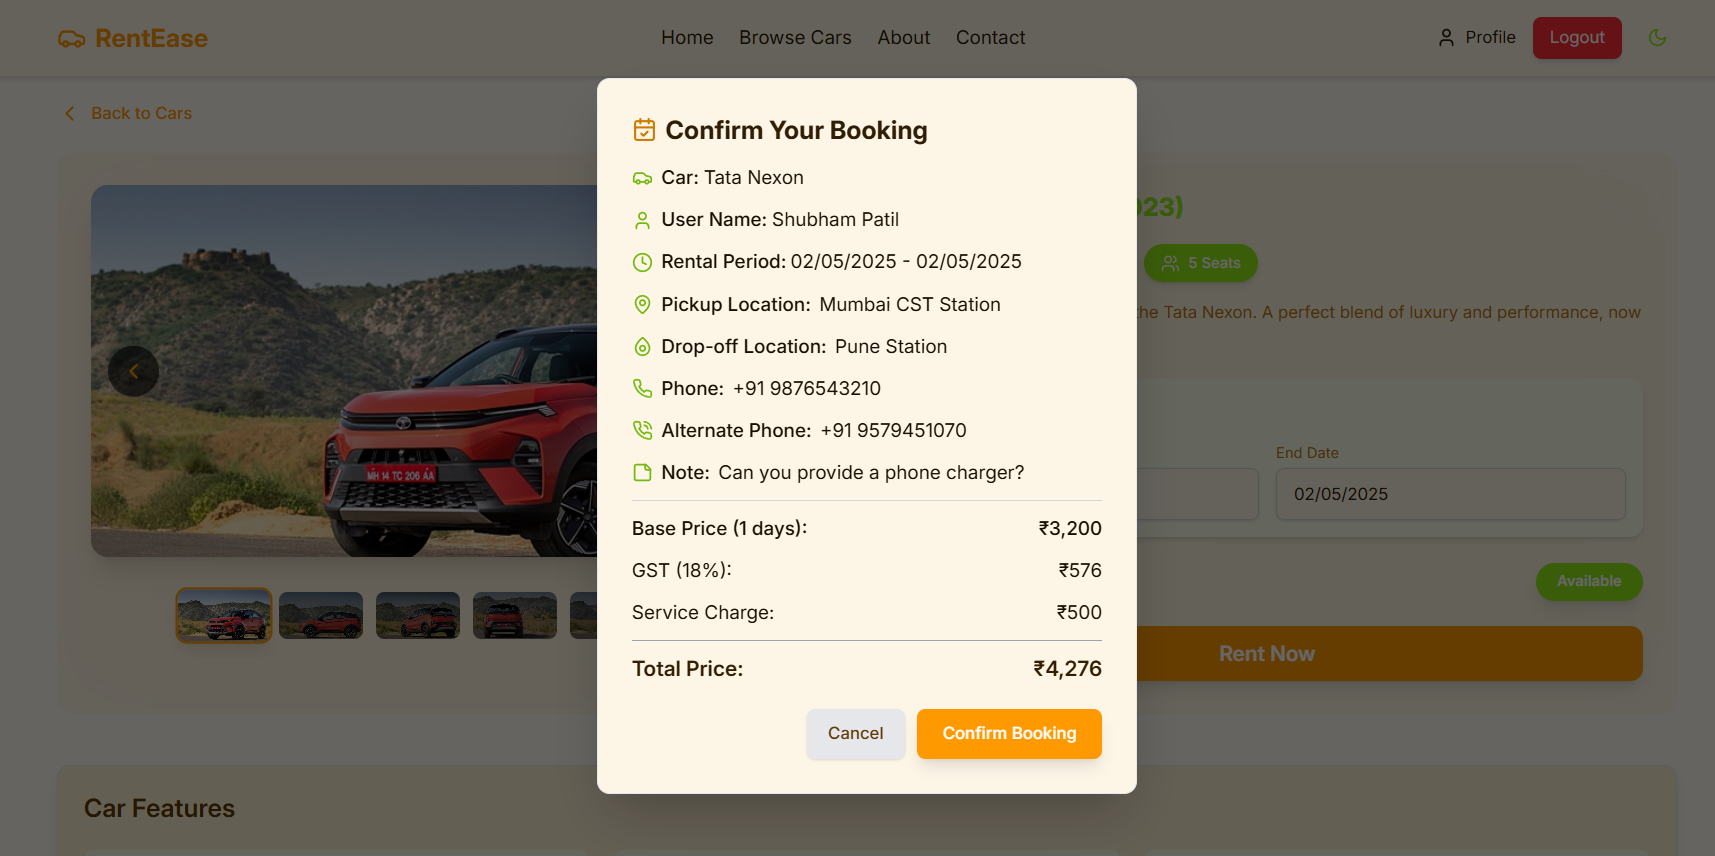 RentEase
Home Browse Cars About Contact
Profile Logout
Back to Cars
Confirm Your Booking
Car: Tata Nexon
User Name: Shubham Patil
Rental Period: 02/05/2025 - 02/05/2025
Pickup Location: Mumbai CST Station
Drop-off Location: Pune Station
Phone: +91 9876543210
Alternate Phone: +91 9579451070
Note: Can you provide a phone charger?
Base Price (1 days): ₹3,200
GST (18%): ₹576
Service Charge: ₹500
Total Price: ₹4,276
Cancel Confirm Booking
MH 14 TC 206 AA
023)
5 Seats
the Tata Nexon. A perfect blend of luxury and performance, now
End Date
02/05/2025
Available
Rent Now
Car Features